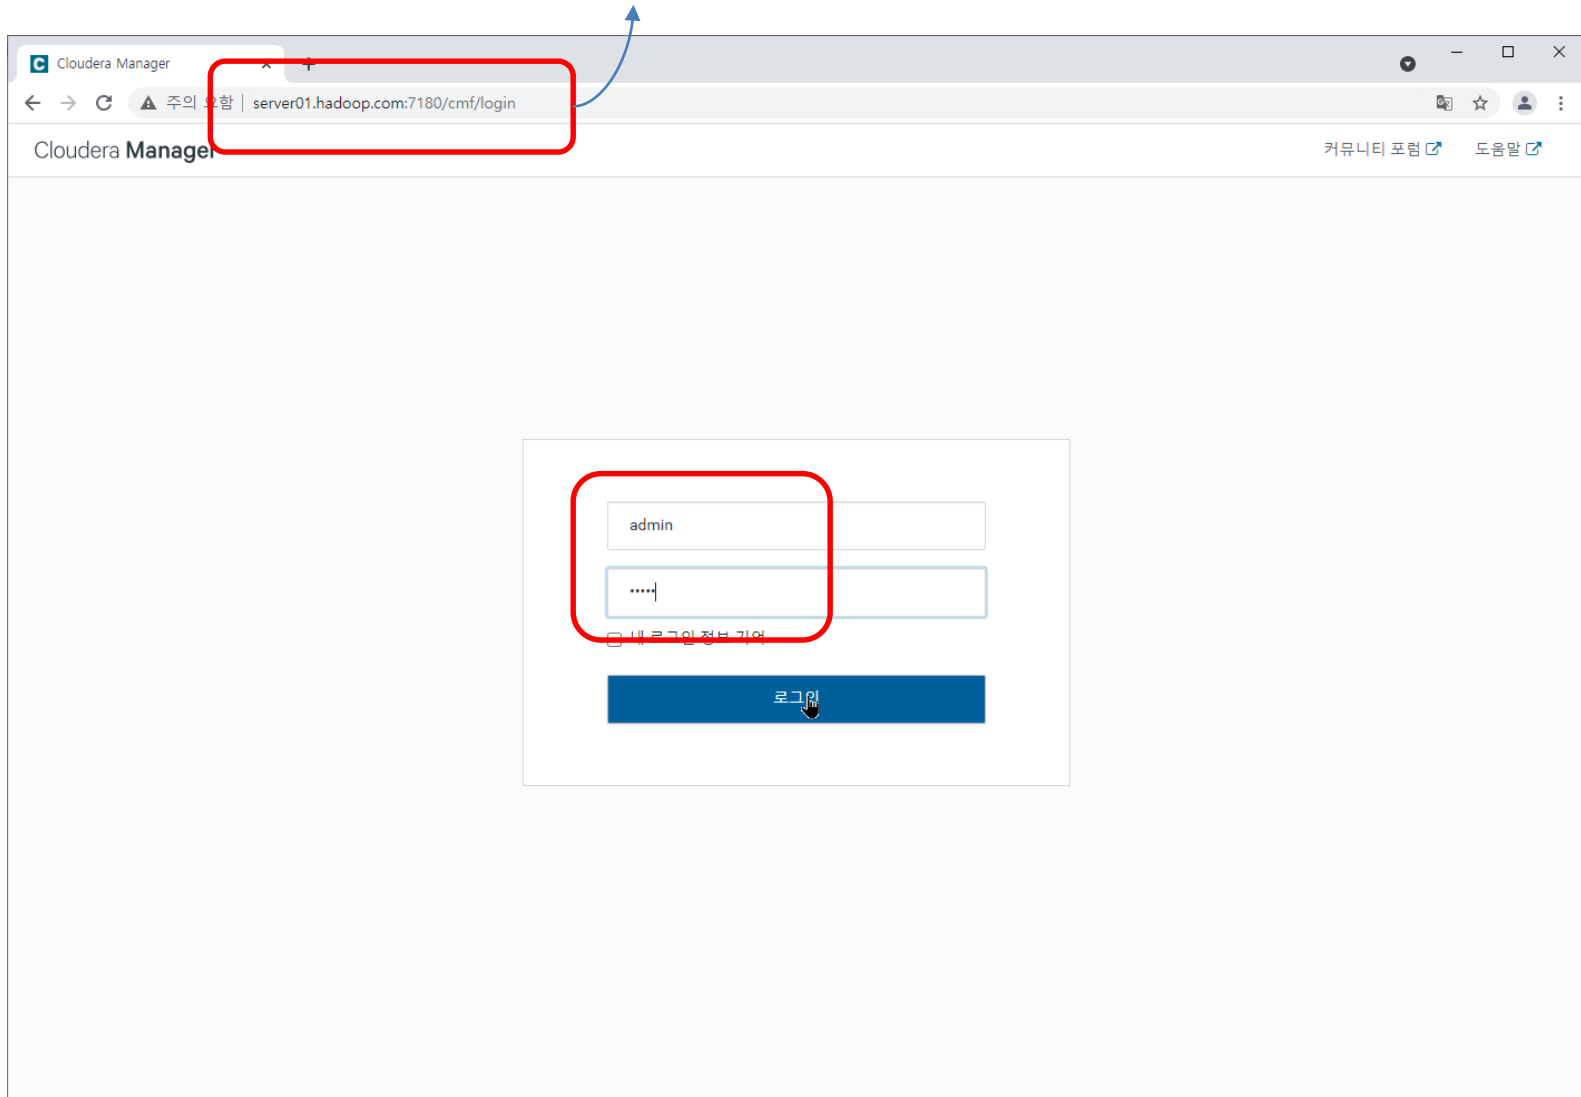 Cloudera Manager
주의 요함 server01.hadoop.com:7180/cmf/login
Cloudera Manager
커뮤니티 포럼 도움말
admin
•••••
내 로그인 정보 기억
로그인